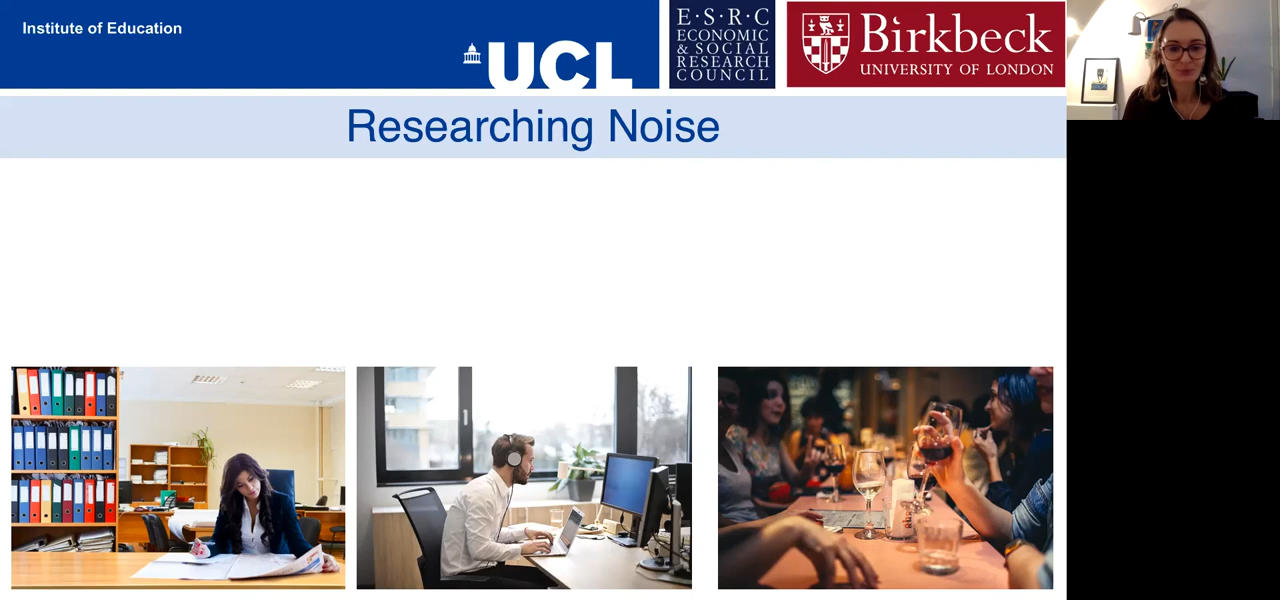 Institute of Education
UCL
E·S·R·C
ECONOMIC
& SOCIAL
RESEARCH
COUNCIL
Birkbeck
UNIVERSITY OF LONDON
Researching Noise